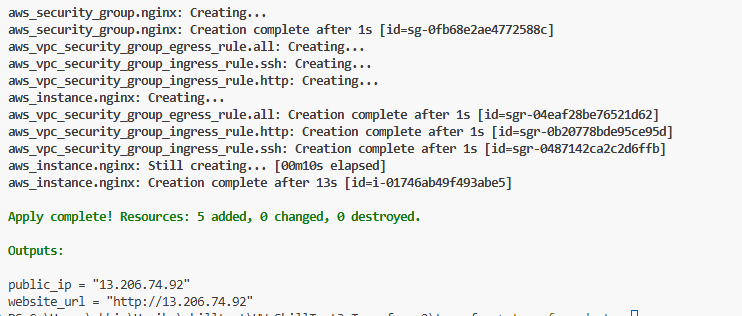 aws_security_group.nginx: Creating...
aws_security_group.nginx: Creation complete after 1s [id=sg-0fb68e2ae4772588c]
aws_vpc_security_group_egress_rule.all: Creating...
aws_vpc_security_group_ingress_rule.ssh: Creating...
aws_vpc_security_group_ingress_rule.http: Creating...
aws_instance.nginx: Creating...
aws_vpc_security_group_egress_rule.all: Creation complete after 1s [id=sgr-04eaf28be76521d62]
aws_vpc_security_group_ingress_rule.http: Creation complete after 1s [id=sgr-0b20778bde95ce95d]
aws_vpc_security_group_ingress_rule.ssh: Creation complete after 1s [id=sgr-0487142ca2c2d6ffb]
aws_instance.nginx: Still creating... [00m10s elapsed]
aws_instance.nginx: Creation complete after 13s [id=i-01746ab49f493abe5]
Apply complete! Resources: 5 added, 0 changed, 0 destroyed.
Outputs:
public_ip = "13.206.74.92"
website_url = "http://13.206.74.92"